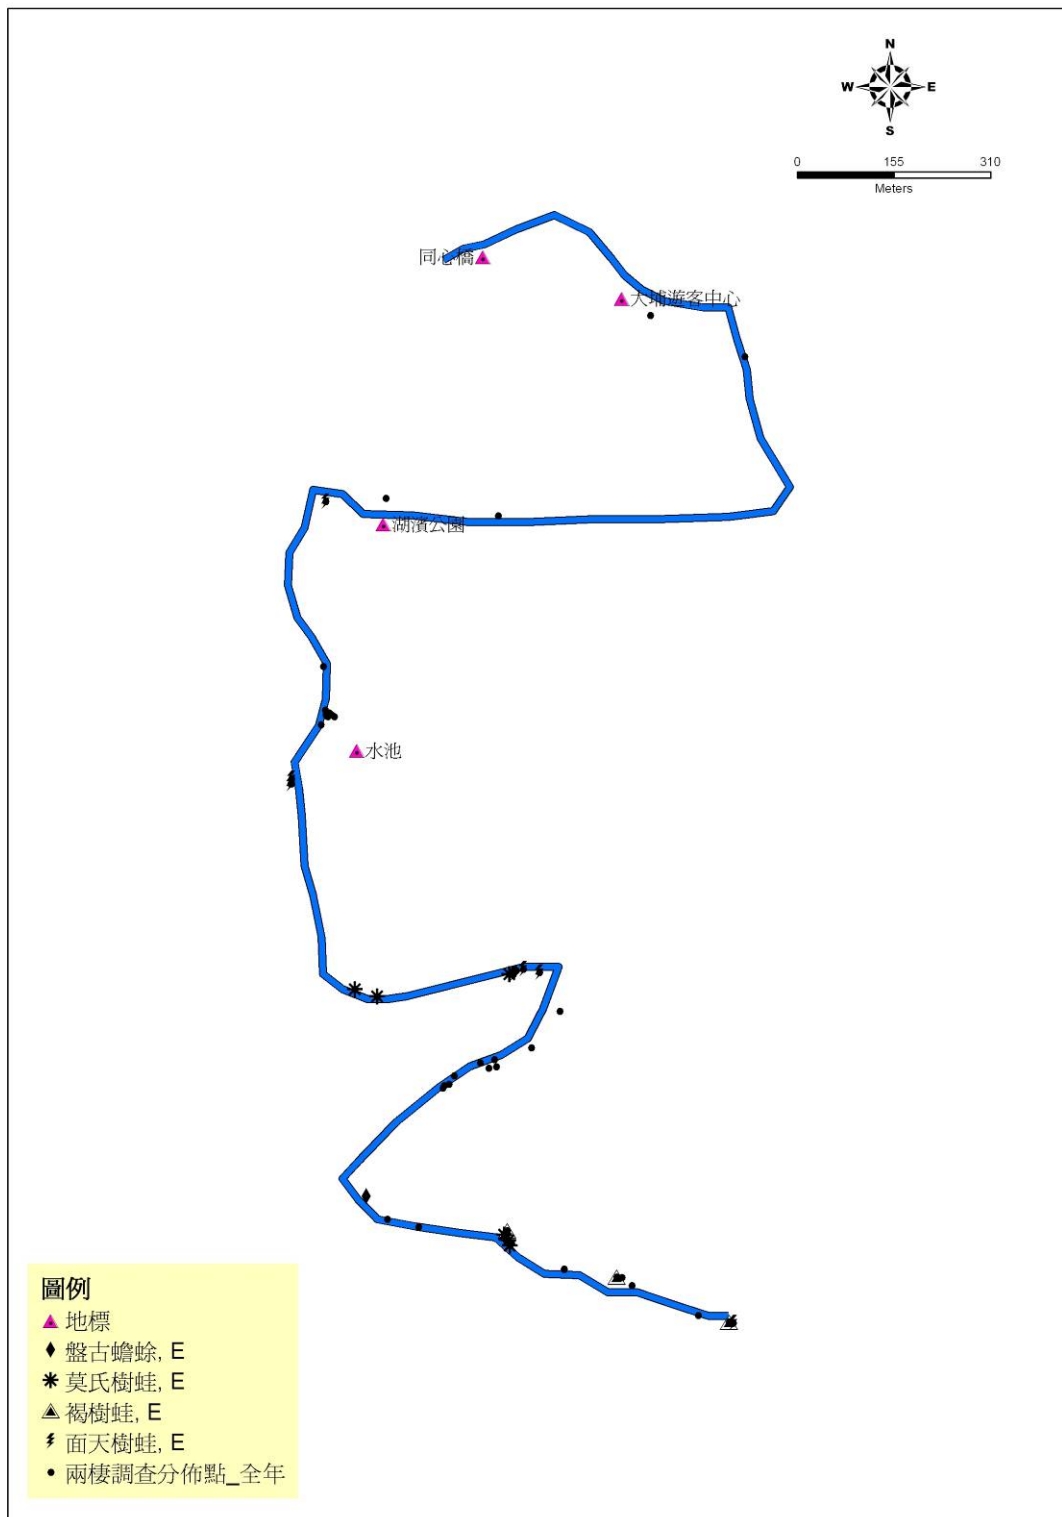 N
W E
S
0 155 310
Meters
同心橋
大埔遊客中心
湖濱公園
水池
圖例
地標
盤古蟾蜍, E
莫氏樹蛙, E
褐樹蛙, E
面天樹蛙, E
兩棲調查分佈點_全年